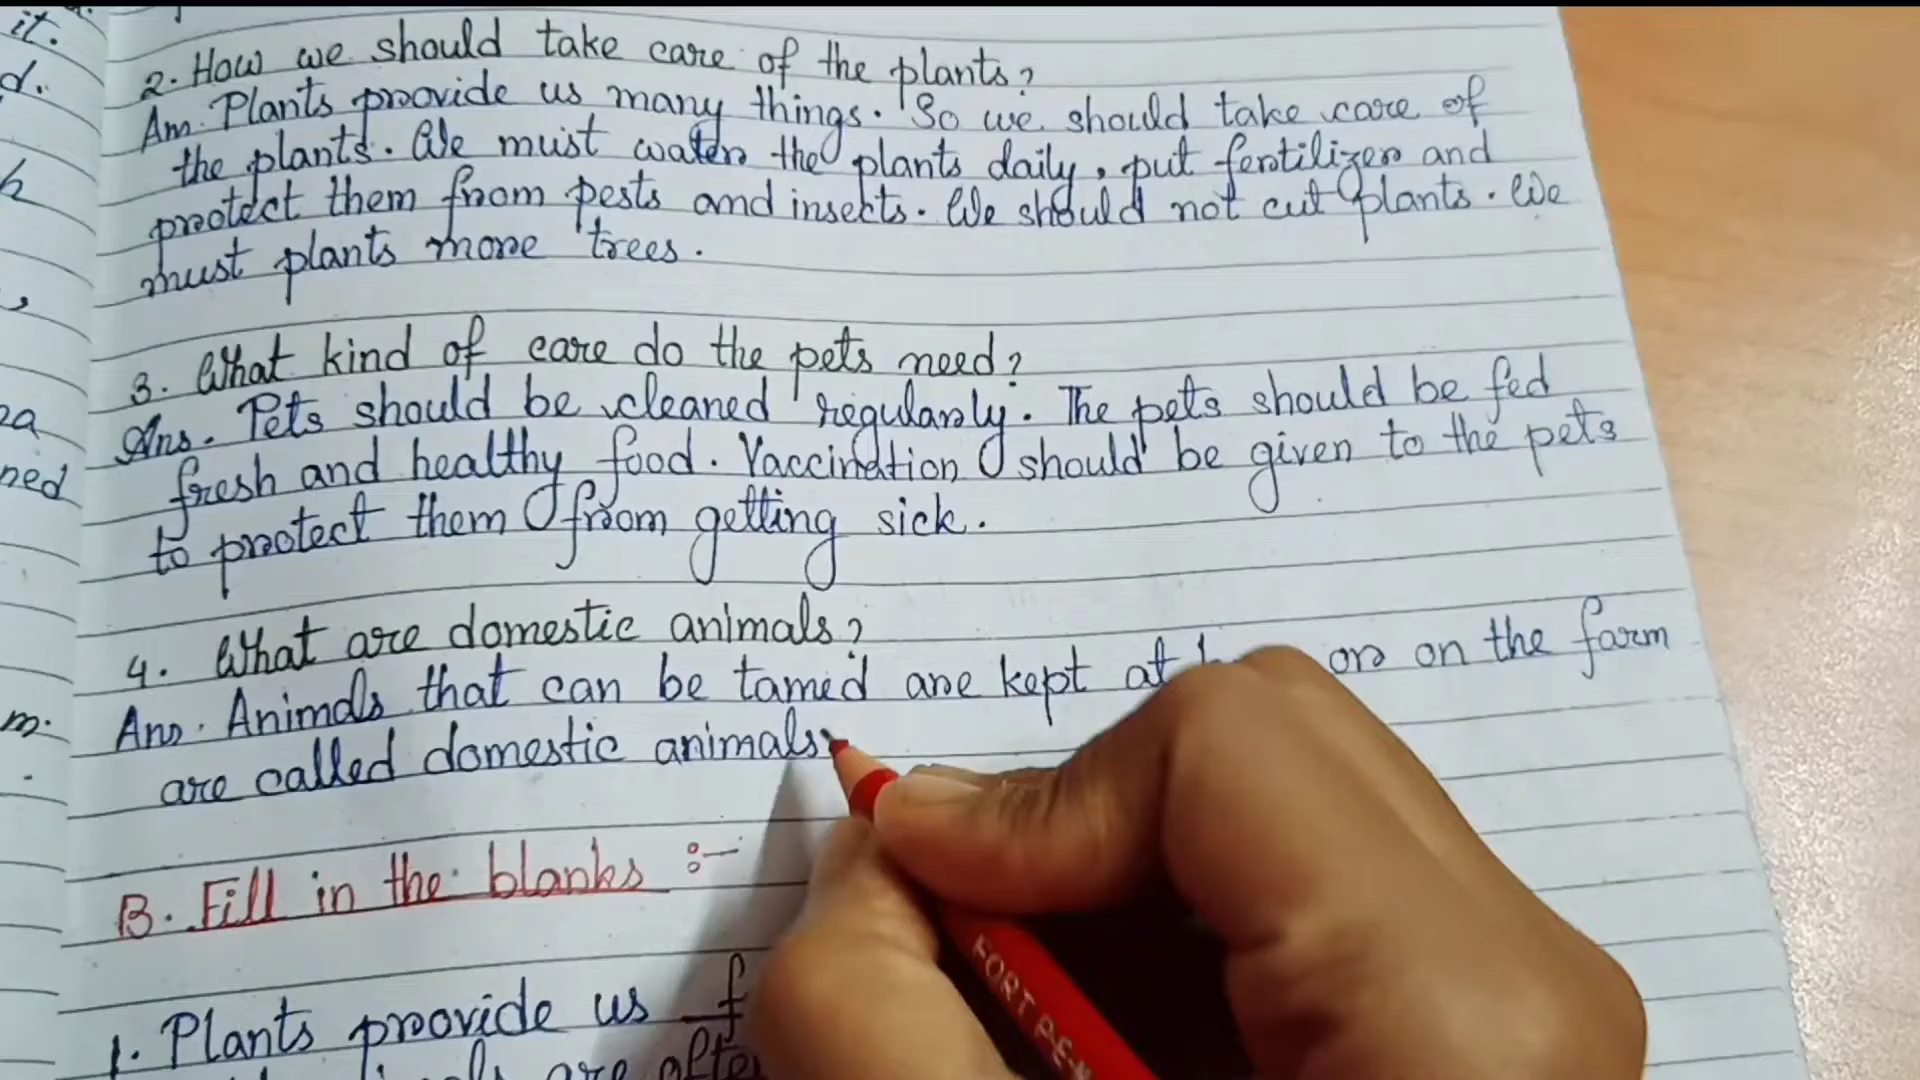 it.
d.
2. How we should take care of the plants?
Ans. Plants provide us many things. So we should take care of
the plants. We must water the plants daily, put fertilizer and
protect them from pests and insects. We should not cut plants. We
must plants more trees.
3. What kind of care do the pets need?
Ans. Pets should be cleaned regularly. The pets should be fed
fresh and healthy food. Vaccination should be given to the pets
to protect them from getting sick.
ned
4. What are domestic animals?
Ans. Animals that can be tamed are kept at or on the farm
are called domestic animals.
m.
B. Fill in the blanks :-
1. Plants provide us f
are
FORT PE